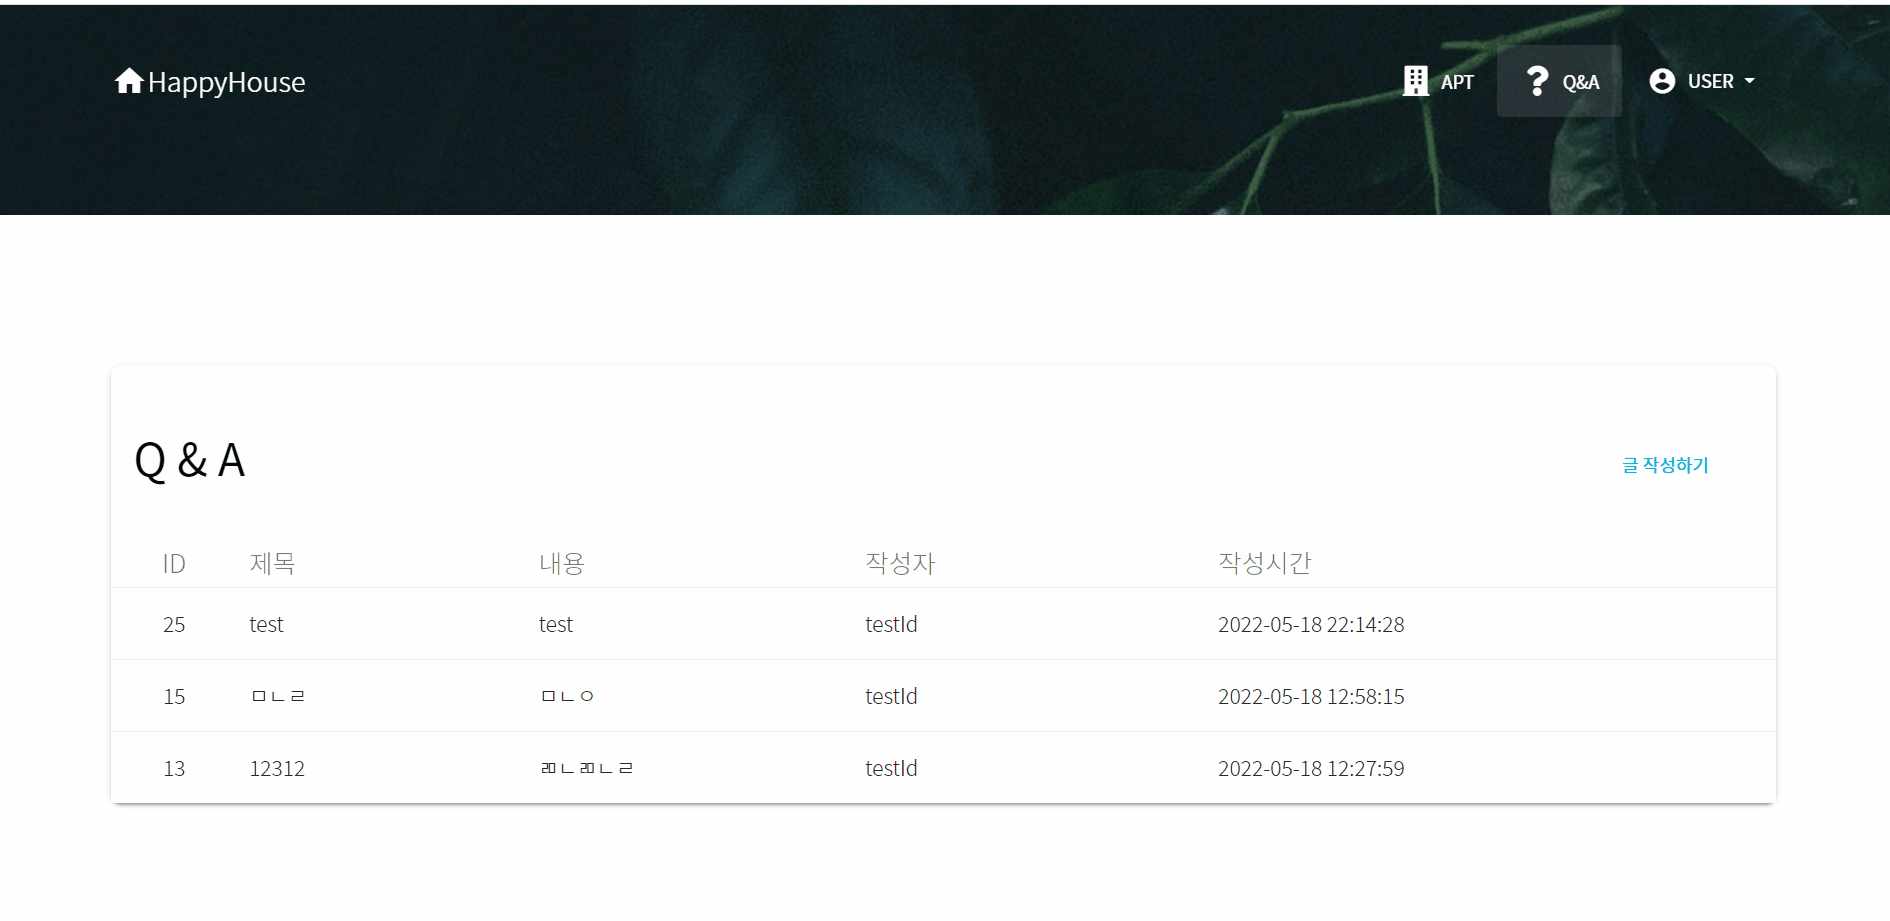 HappyHouse APT Q&A USER
Q & A 글 작성하기
ID 제목 내용 작성자 작성시간
25 test test testId 2022-05-18 22:14:28
15 ㅁㄴㄹ ㅁㄴㅇ testId 2022-05-18 12:58:15
13 12312 ㄻㄴㄻㄴㄹ testId 2022-05-18 12:27:59